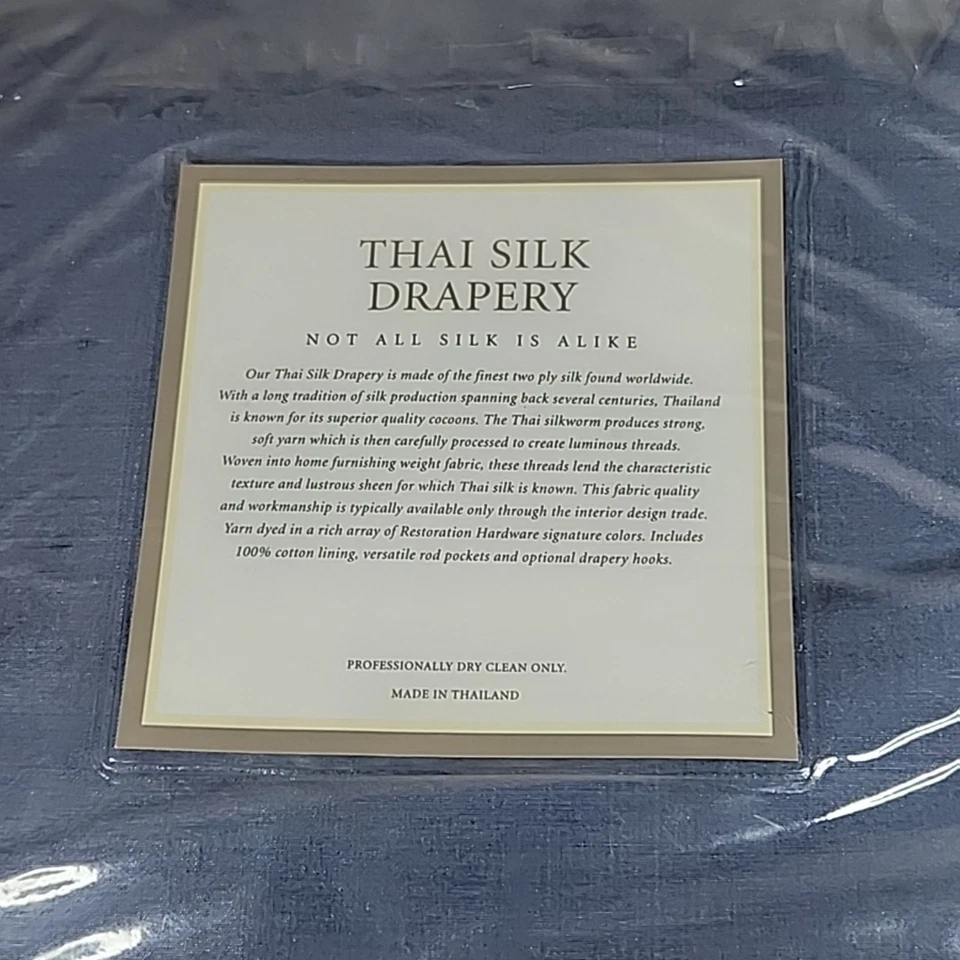 THAI SILK
DRAPERY
NOT ALL SILK IS ALIKE
Our Thai Silk Drapery is made of the finest two ply silk found worldwide.
With a long tradition of silk production spanning back several centuries, Thailand
is known for its superior quality cocoons. The Thai silkworm produces strong,
soft yarn which is then carefully processed to create luminous threads.
Woven into home furnishing weight fabric, these threads lend the characteristic
texture and lustrous sheen for which Thai silk is known. This fabric quality
and workmanship is typically available only through the interior design trade.
Yarn dyed in a rich array of Restoration Hardware signature colors. Includes
100% cotton lining, versatile rod pockets and optional drapery hooks.
PROFESSIONALLY DRY CLEAN ONLY.
MADE IN THAILAND